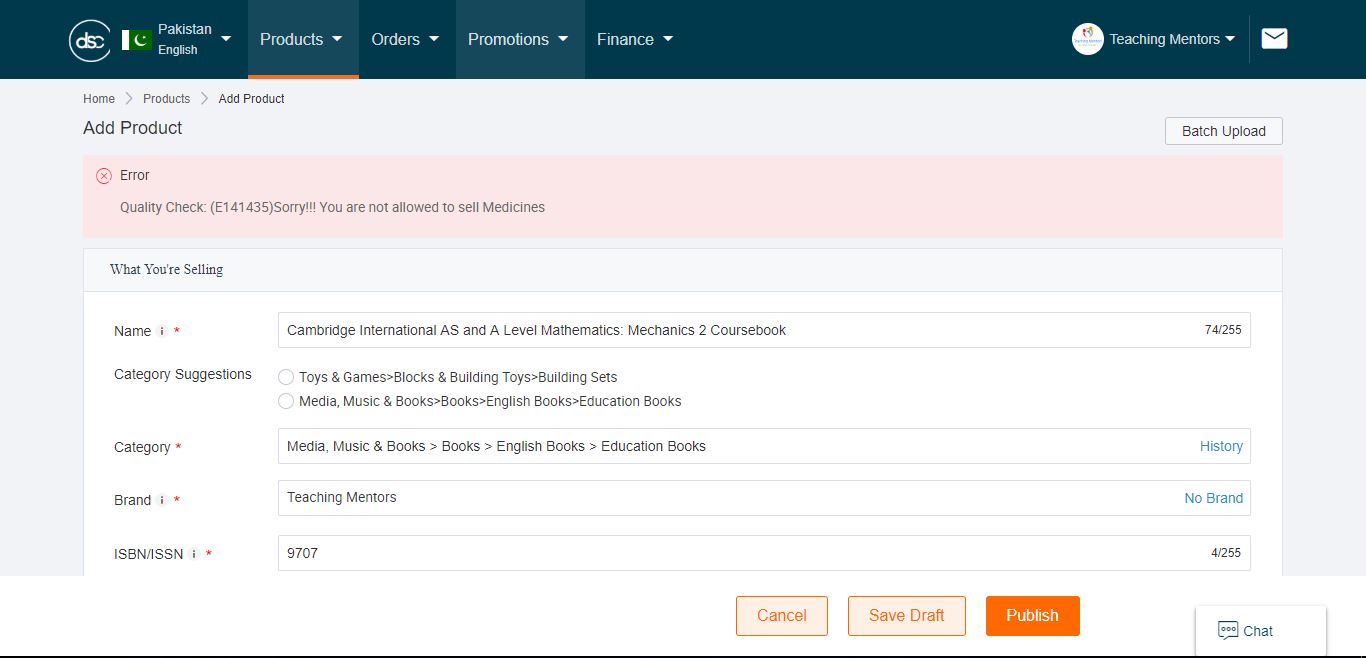 dsc
Pakistan
English
Products
Orders
Promotions
Finance
Teaching Mentors
Home
Products
Add Product
Add Product
Batch Upload
Error
Quality Check: (E141435)Sorry!!! You are not allowed to sell Medicines
What You're Selling
Name i *
Cambridge International AS and A Level Mathematics: Mechanics 2 Coursebook
74/255
Category Suggestions
Toys & Games>Blocks & Building Toys>Building Sets
Media, Music & Books>Books>English Books>Education Books
Category *
Media, Music & Books > Books > English Books > Education Books
History
Brand i *
Teaching Mentors
No Brand
ISBN/ISSN i *
9707
4/255
Cancel
Save Draft
Publish
Chat